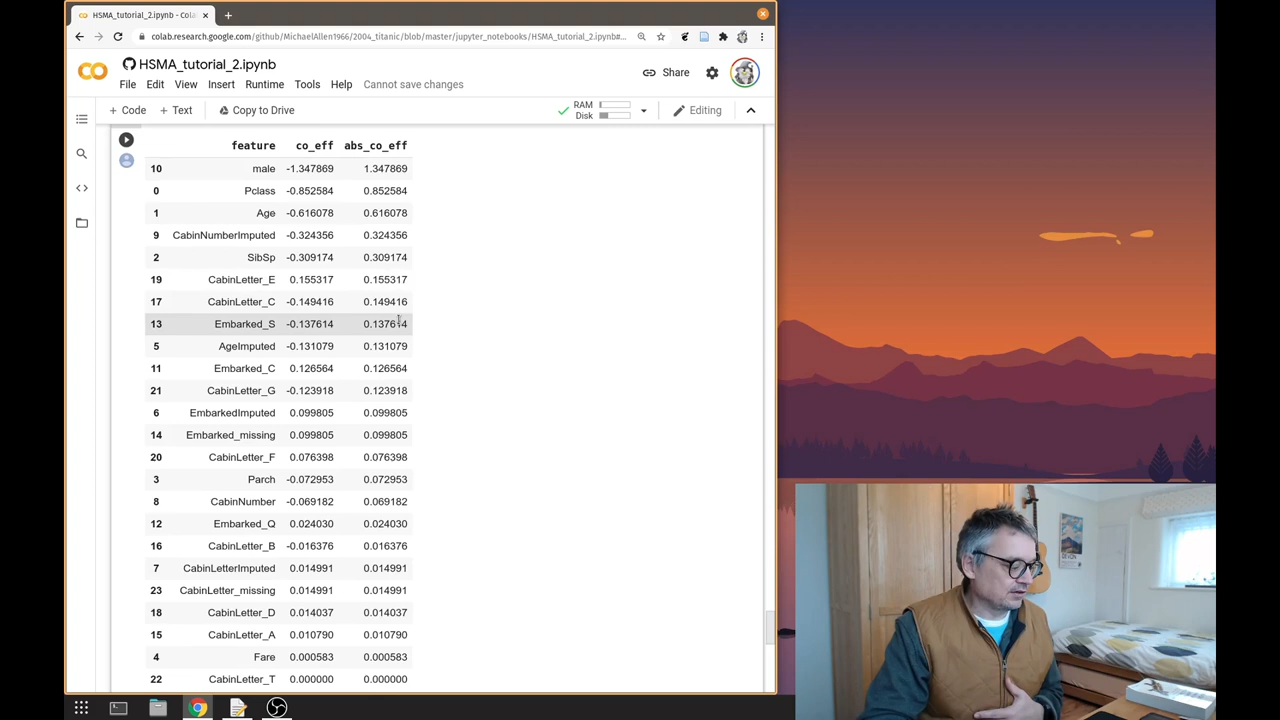 HSMA_tutorial_2.ipynb - Cola
colab.research.google.com/github/MichaelAllen1966/2004_titanic/blob/master/jupyter_notebooks/HSMA_tutorial_2.ipynb#...
HSMA_tutorial_2.ipynb
Share
File Edit View Insert Runtime Tools Help Cannot save changes
+ Code + Text Copy to Drive RAM Disk Editing
feature co_eff abs_co_eff
10 male -1.347869 1.347869
0 Pclass -0.852584 0.852584
1 Age -0.616078 0.616078
9 CabinNumberImputed -0.324356 0.324356
2 SibSp -0.309174 0.309174
19 CabinLetter_E 0.155317 0.155317
17 CabinLetter_C -0.149416 0.149416
13 Embarked_S -0.137614 0.137614
5 AgeImputed -0.131079 0.131079
11 Embarked_C 0.126564 0.126564
21 CabinLetter_G -0.123918 0.123918
6 EmbarkedImputed 0.099805 0.099805
14 Embarked_missing 0.099805 0.099805
20 CabinLetter_F 0.076398 0.076398
3 Parch -0.072953 0.072953
8 CabinNumber -0.069182 0.069182
12 Embarked_Q 0.024030 0.024030
16 CabinLetter_B -0.016376 0.016376
7 CabinLetterImputed 0.014991 0.014991
23 CabinLetter_missing 0.014991 0.014991
18 CabinLetter_D 0.014037 0.014037
15 CabinLetter_A 0.010790 0.010790
4 Fare 0.000583 0.000583
22 CabinLetter_T 0.000000 0.000000
DEVON